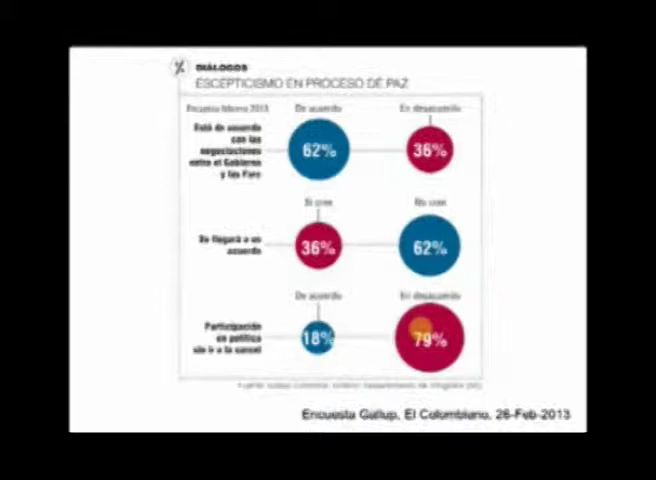 DIÁLOGOS
ESCEPTICISMO EN PROCESO DE PAZ
Encuesta febrero 2013
De acuerdo
En desacuerdo
Está de acuerdo
con las
negociaciones
entre el Gobierno
y las Farc
62%
36%
Sí cree
No cree
Se llegará a un
acuerdo
36%
62%
De acuerdo
En desacuerdo
Participación
en política
sin ir a la cárcel
18%
79%
Encuesta Gallup, El Colombiano, 26-Feb-2013